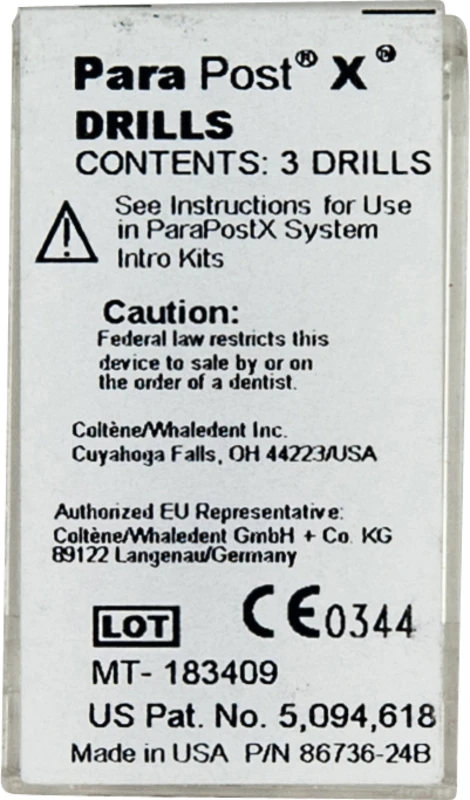 Para Post® X™
DRILLS
CONTENTS: 3 DRILLS
See Instructions for Use
in ParaPostX System
Intro Kits
Caution:
Federal law restricts this
device to sale by or on
the order of a dentist.
Coltène/Whaledent Inc.
Cuyahoga Falls, OH 44223/USA
Authorized EU Representative:
Coltène/Whaledent GmbH + Co. KG
89122 Langenau/Germany
CE0344
LOT
MT- 183409
US Pat. No. 5,094,618
Made in USA P/N 86736-24B